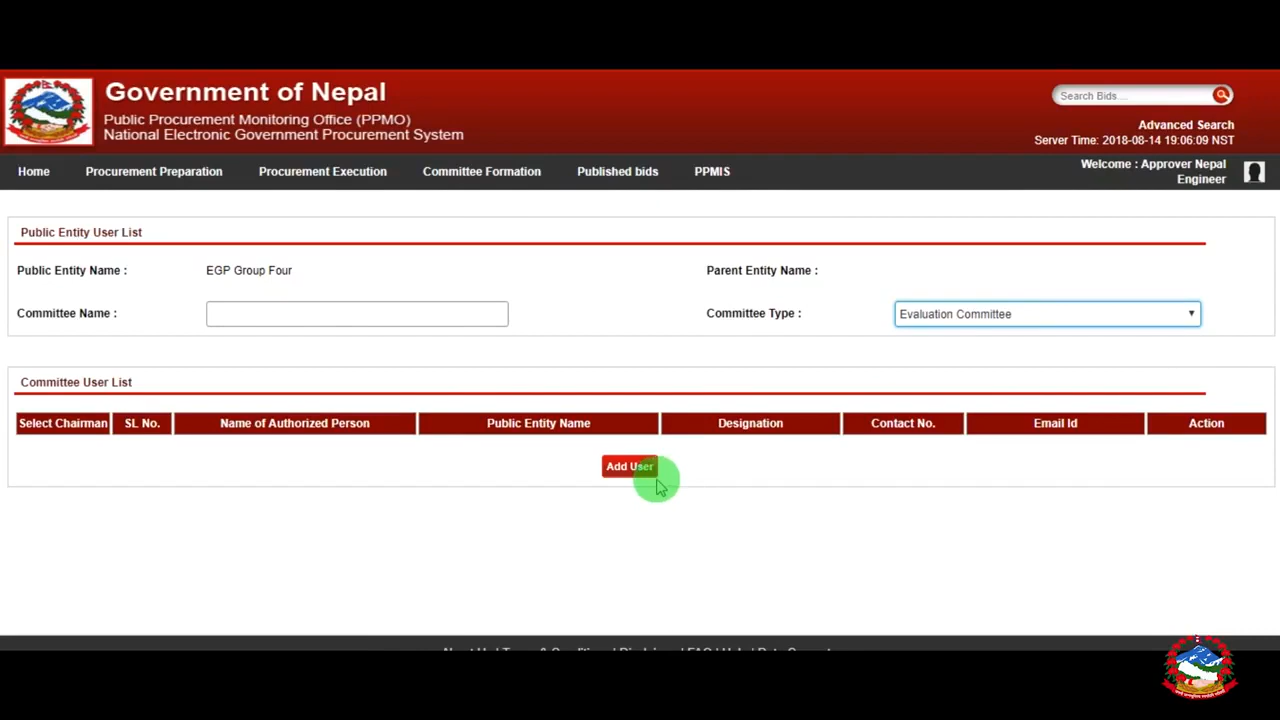 Government of Nepal
Public Procurement Monitoring Office (PPMO)
National Electronic Government Procurement System
Search Bids ...
Advanced Search
Server Time: 2018-08-14 19:06:09 NST
Home Procurement Preparation Procurement Execution Committee Formation Published bids PPMIS
Welcome : Approver Nepal
Engineer
Public Entity User List
Public Entity Name : EGP Group Four Parent Entity Name :
Committee Name : Committee Type : Evaluation Committee
Committee User List
Select Chairman SL No. Name of Authorized Person Public Entity Name Designation Contact No. Email Id Action
Add User